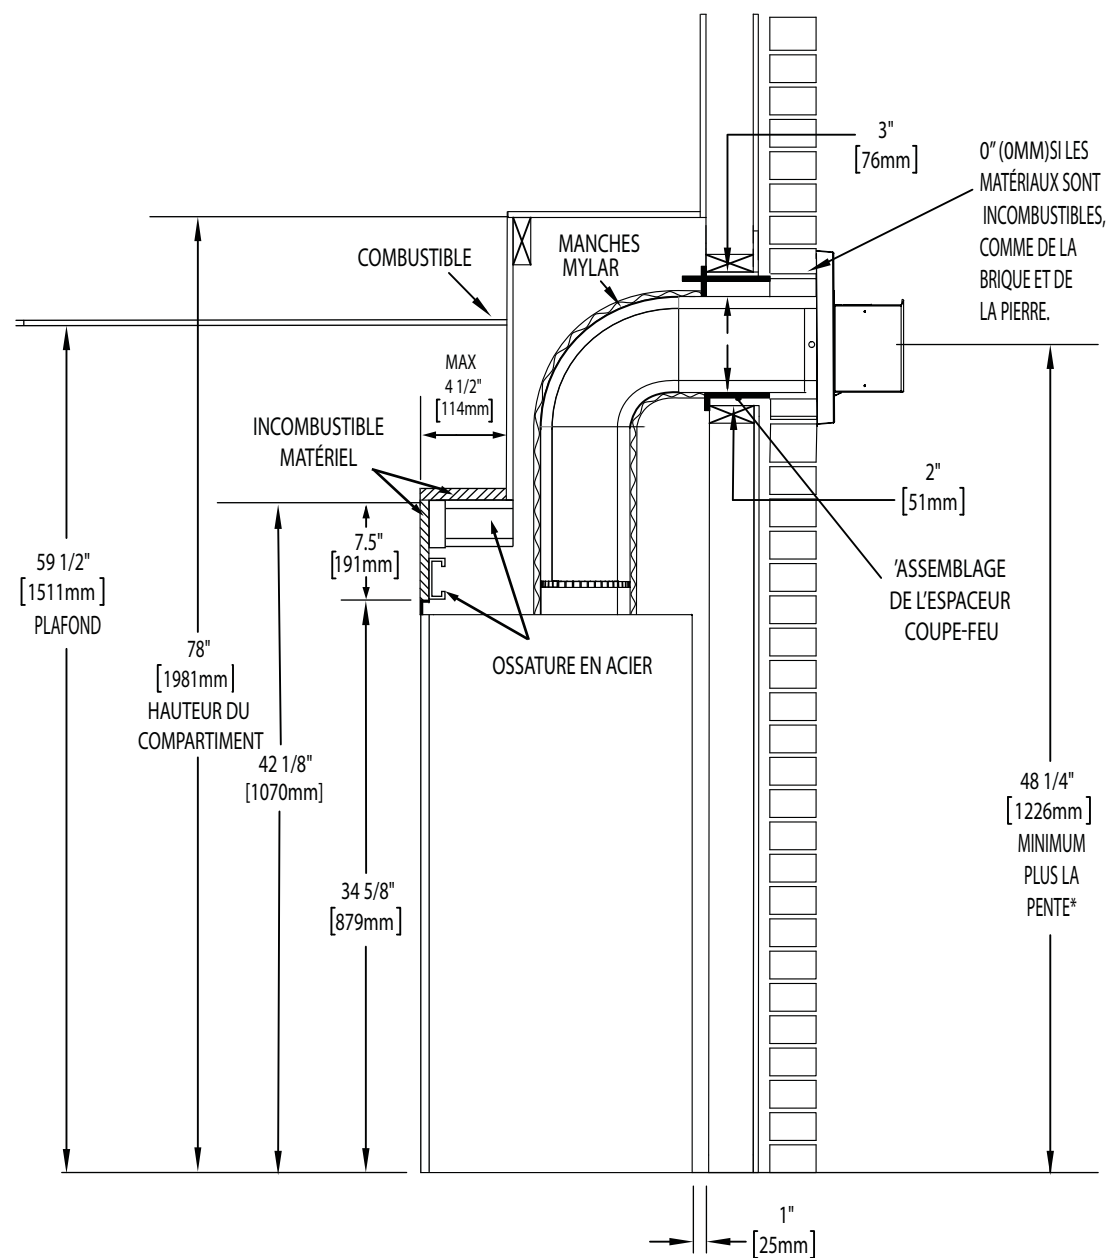 3"
[76mm]
0" (0MM)SI LES
MATÉRIAUX SONT
INCOMBUSTIBLES,
COMME DE LA
BRIQUE ET DE
LA PIERRE.
COMBUSTIBLE
MANCHES
MYLAR
MAX
4 1/2"
[114mm]
INCOMBUSTIBLE
MATÉRIEL
2"
[51mm]
7.5"
[191mm]
59 1/2"
[1511mm]
PLAFOND
'ASSEMBLAGE
DE L'ESPACEUR
COUPE-FEU
78"
[1981mm]
HAUTEUR DU
COMPARTIMENT
OSSATURE EN ACIER
42 1/8"
[1070mm]
48 1/4"
[1226mm]
MINIMUM
PLUS LA
PENTE*
34 5/8"
[879mm]
1"
[25mm]